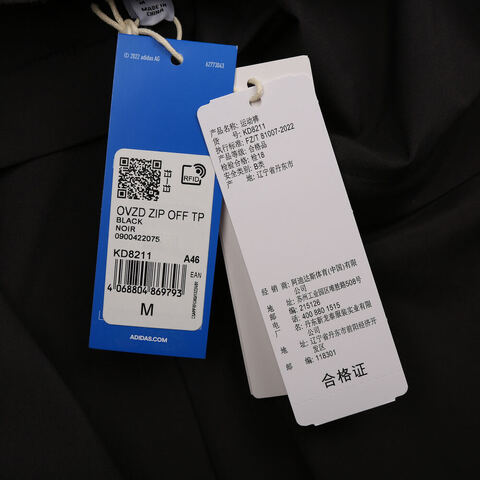 MADE IN
CHINA
© 2022 adidas AG
62773043
RFID
OVZD ZIP OFF TP
BLACK
NOIR
0900422075
KD8211
A46
EAN
4 068804 869793
M
ADIDAS.COM
产品名称: 运动裤
货 号: KD8211
执行标准: FZ/T 81007-2022
产品等级: 合格品
检验合格: 检18
安全类别: B类
产 地: 辽宁省丹东市
经 销 商: 阿迪达斯体育(中国)有限
公司
地 址: 苏州工业园区唯胜路508号
邮 编: 215126
电 话: 400 880 1515
厂 名: 丹东新龙泰服装实业有限
公司
地 址: 辽宁省丹东市前阳经济开
发区
邮 编: 118301
合格证